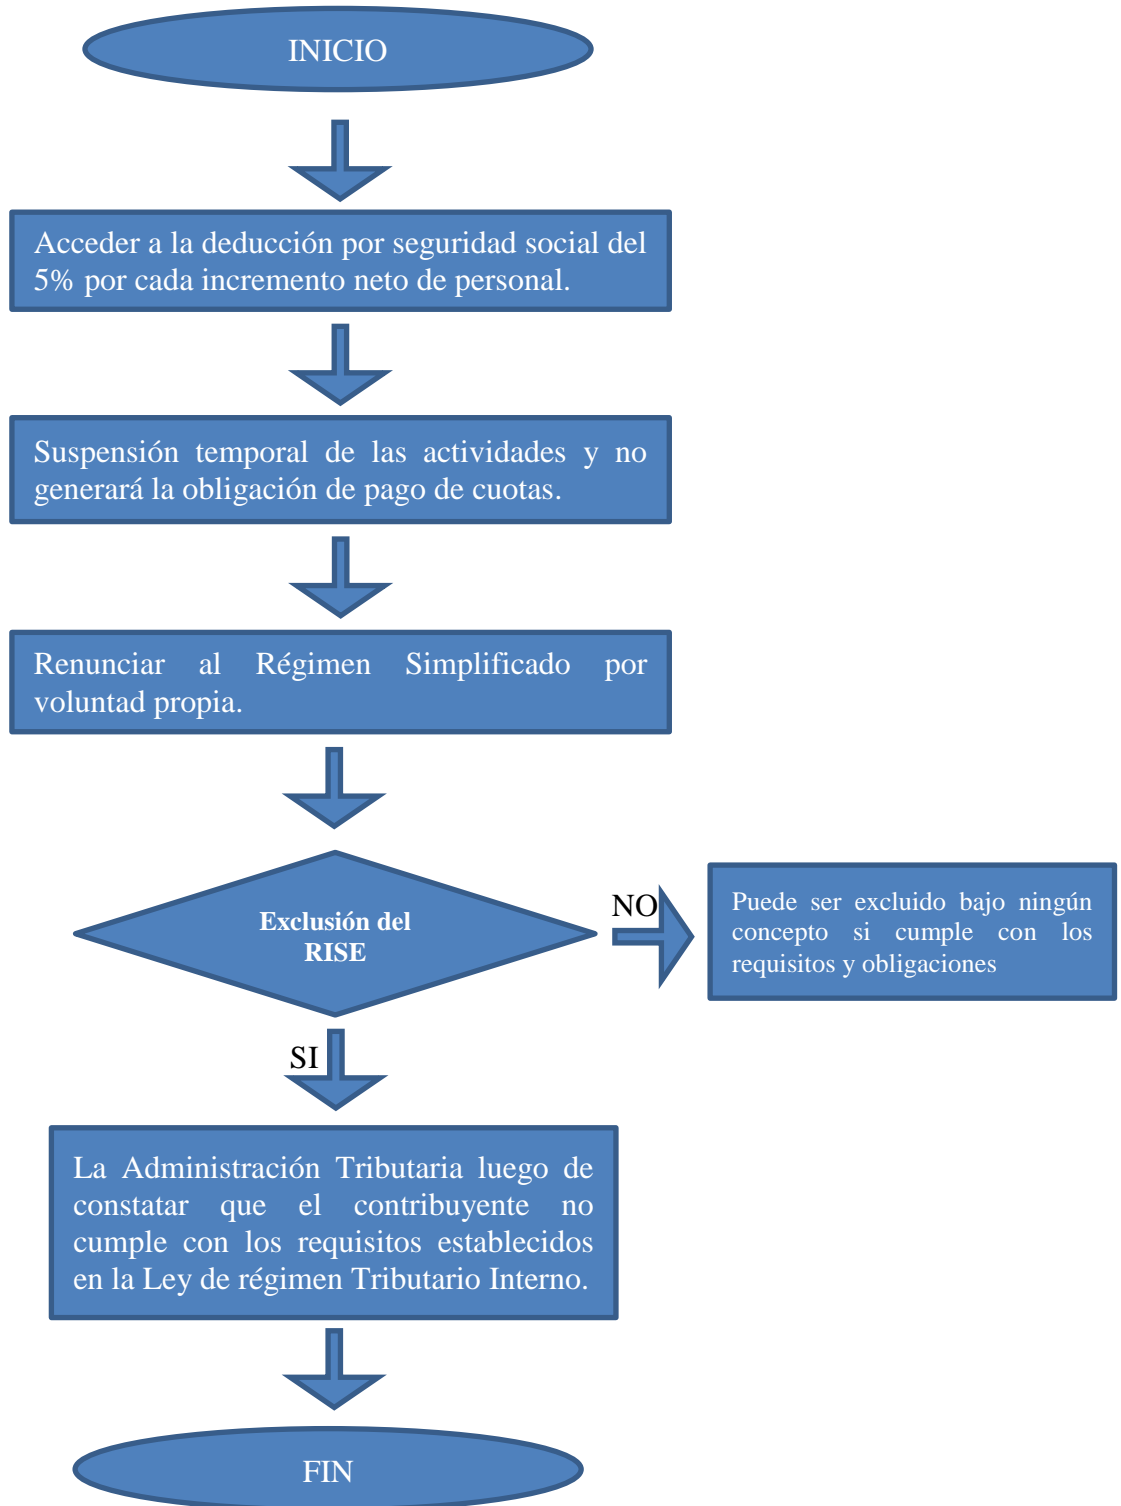 INICIO
Acceder a la deducción por seguridad social del
5% por cada incremento neto de personal.
Suspensión temporal de las actividades y no
generará la obligación de pago de cuotas.
Renunciar al Régimen Simplificado por
voluntad propia.
Exclusión del
RISE
NO
Puede ser excluido bajo ningún
concepto si cumple con los
requisitos y obligaciones
SI
La Administración Tributaria luego de
constatar que el contribuyente no
cumple con los requisitos establecidos
en la Ley de régimen Tributario Interno.
FIN